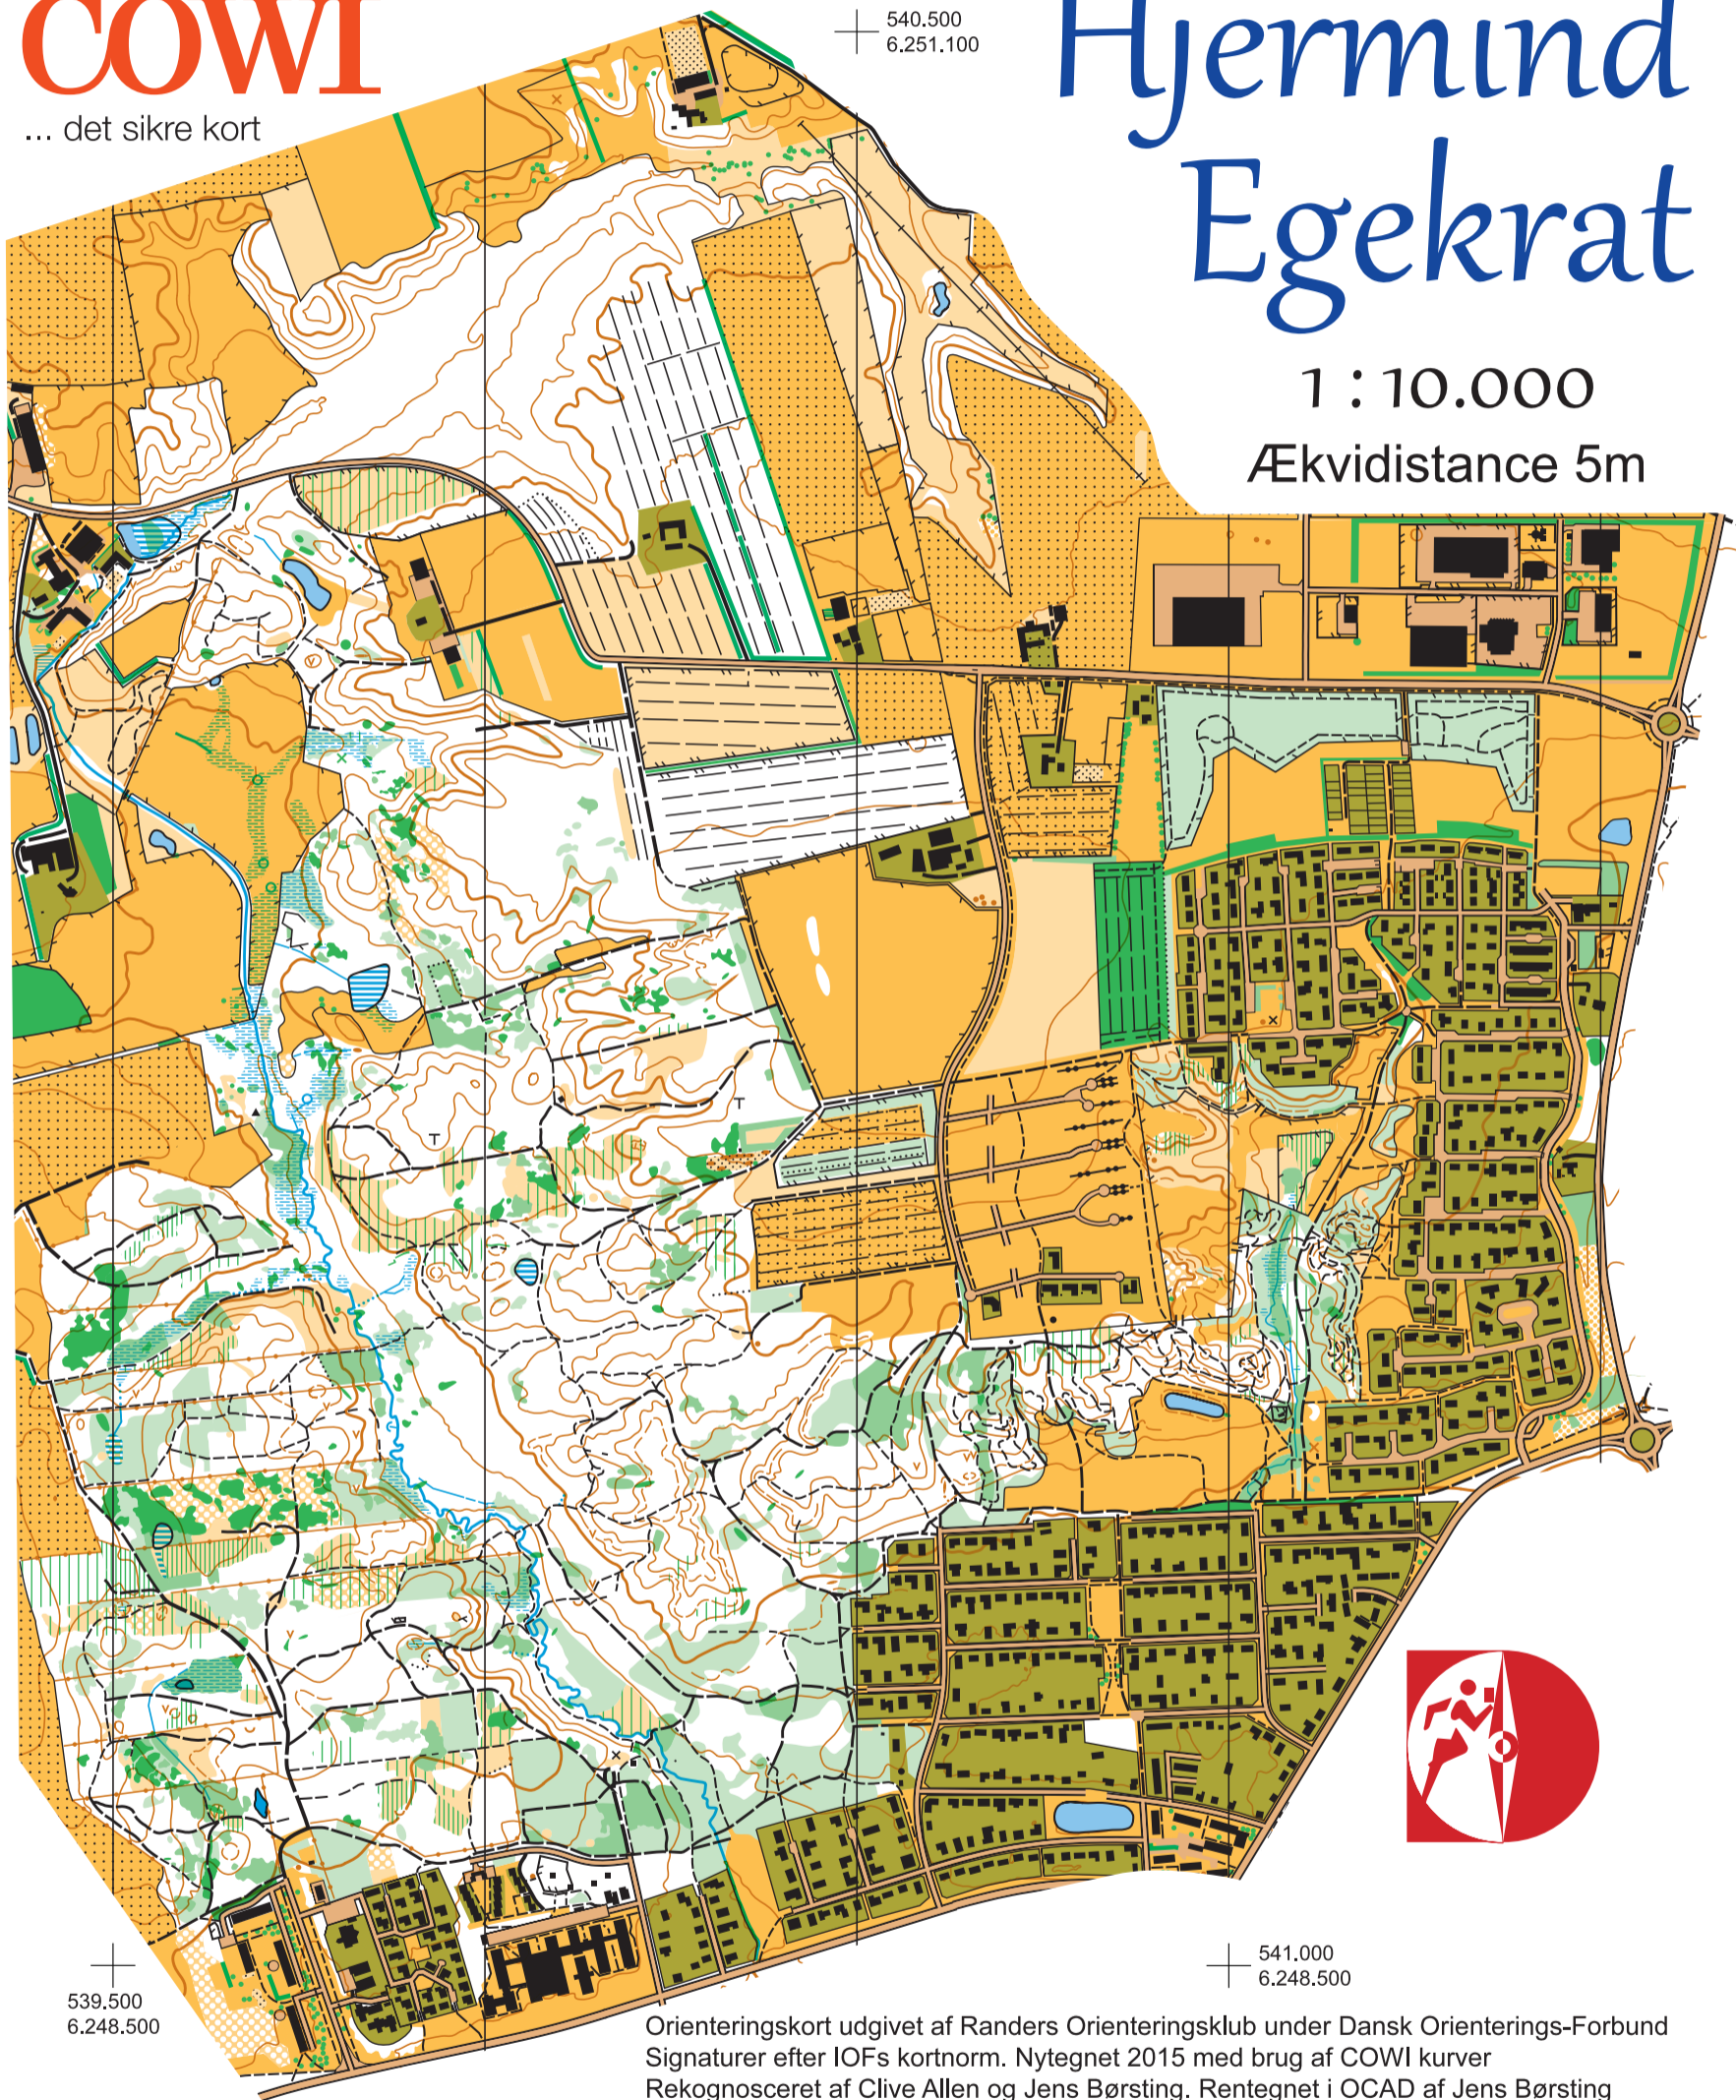 COWI
... det sikre kort
540.500
6.251.100
Hjermind
Egekrat
1 : 10.000
Ækvidistance 5m
539.500
6.248.500
541.000
6.248.500
Orienteringskort udgivet af Randers Orienteringsklub under Dansk Orienterings-Forbund
Signaturer efter IOFs kortnorm. Nytegnet 2015 med brug af COWI kurver
Rekognosceret af Clive Allen og Jens Børsting. Rentegnet i OCAD af Jens Børsting